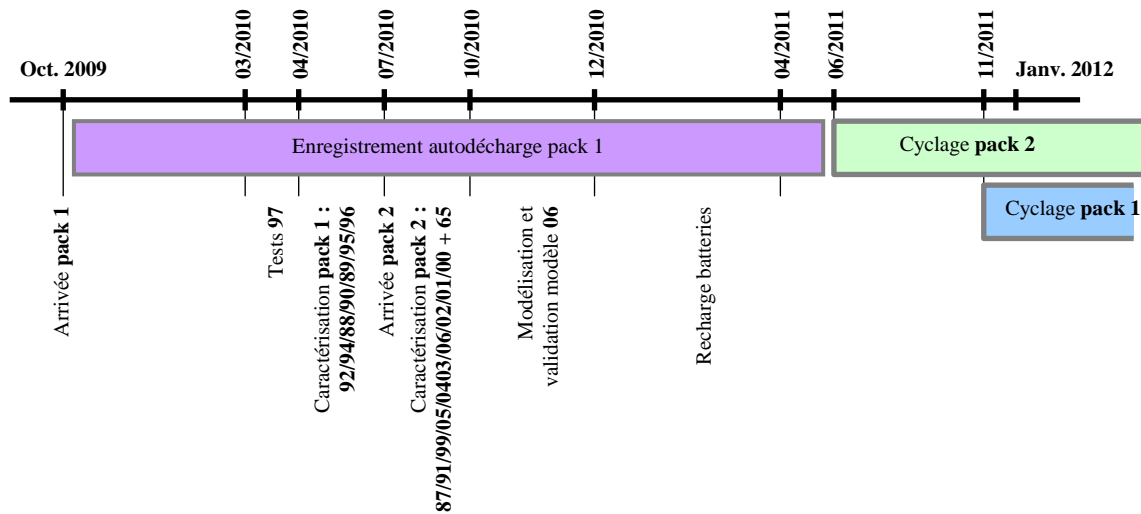 Oct. 2009
03/2010
04/2010
07/2010
10/2010
12/2010
04/2011
06/2011
11/2011
Janv. 2012
Enregistrement autodécharge pack 1
Cyclage pack 2
Cyclage pack 1
Arrivée pack 1
Tests 97
Caractérisation pack 1 :
92/94/88/90/89/95/96
Arrivée pack 2
Caractérisation pack 2 :
87/91/99/05/0403/06/02/01/00 + 65
Modélisation et
validation modèle 06
Recharge batteries